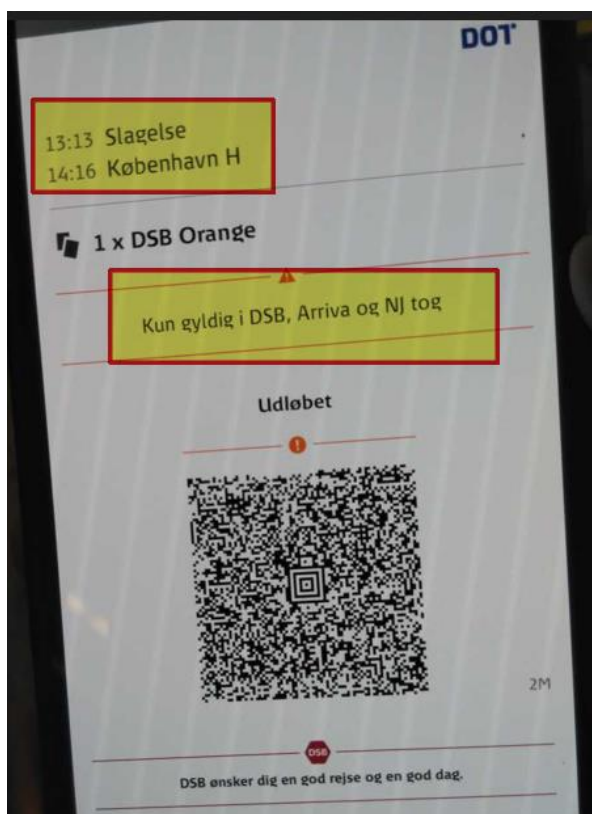 DOT
13:13 Slagelse
14:16 København H
1 x DSB Orange
Kun gyldig i DSB, Arriva og NJ tog
Udløbet
2M
DSB
DSB ønsker dig en god rejse og en god dag.